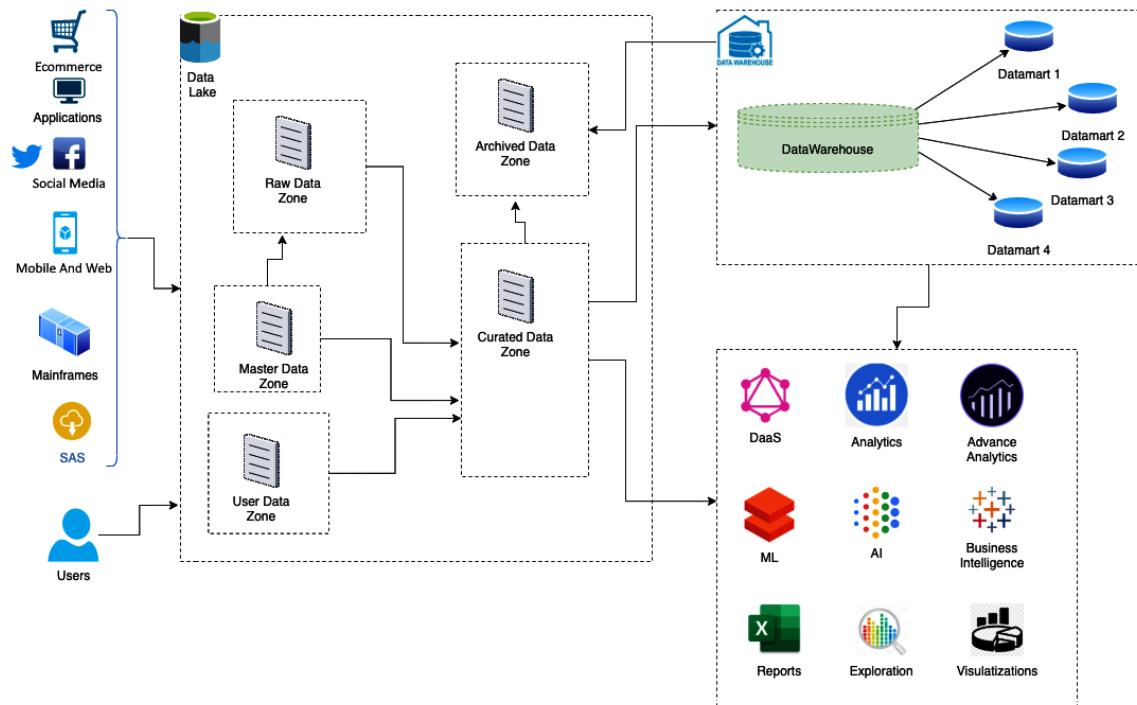 Ecommerce
Applications
Social Media
Mobile And Web
Mainframes
SAS
Users
Data
Lake
Raw Data
Zone
Master Data
Zone
User Data
Zone
Archived Data
Zone
Curated Data
Zone
DATA WAREHOUSE
DataWarehouse
Datamart 1
Datamart 2
Datamart 3
Datamart 4
DaaS
Analytics
Advance
Analytics
ML
AI
Business
Intelligence
X
Reports
Exploration
Visulatizations